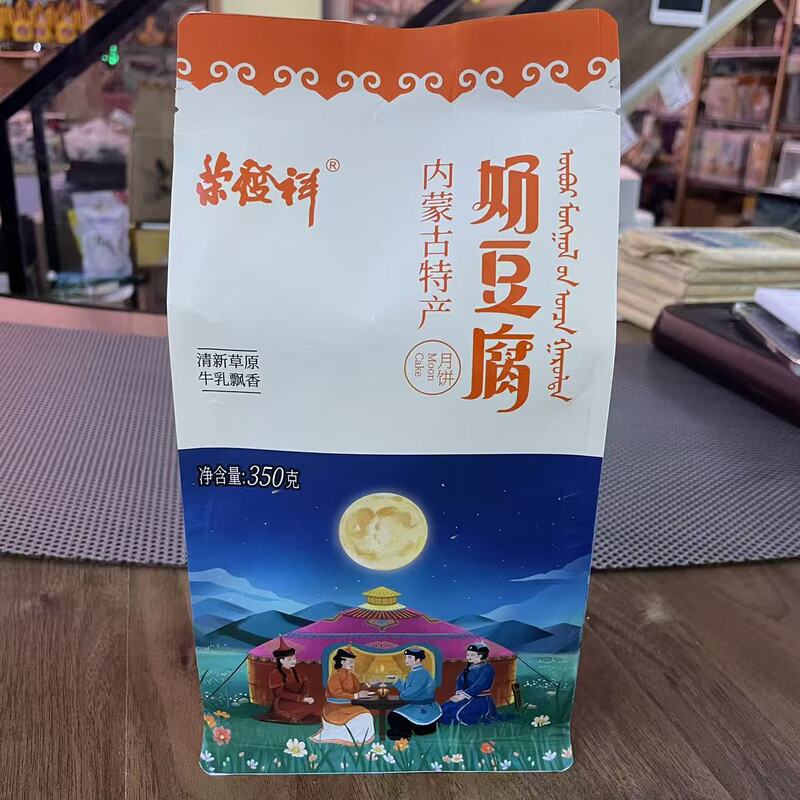 荣發祥®
奶豆腐
内蒙古特产
月饼
Moon
Cake
清新草原
牛乳飘香
净含量:350克